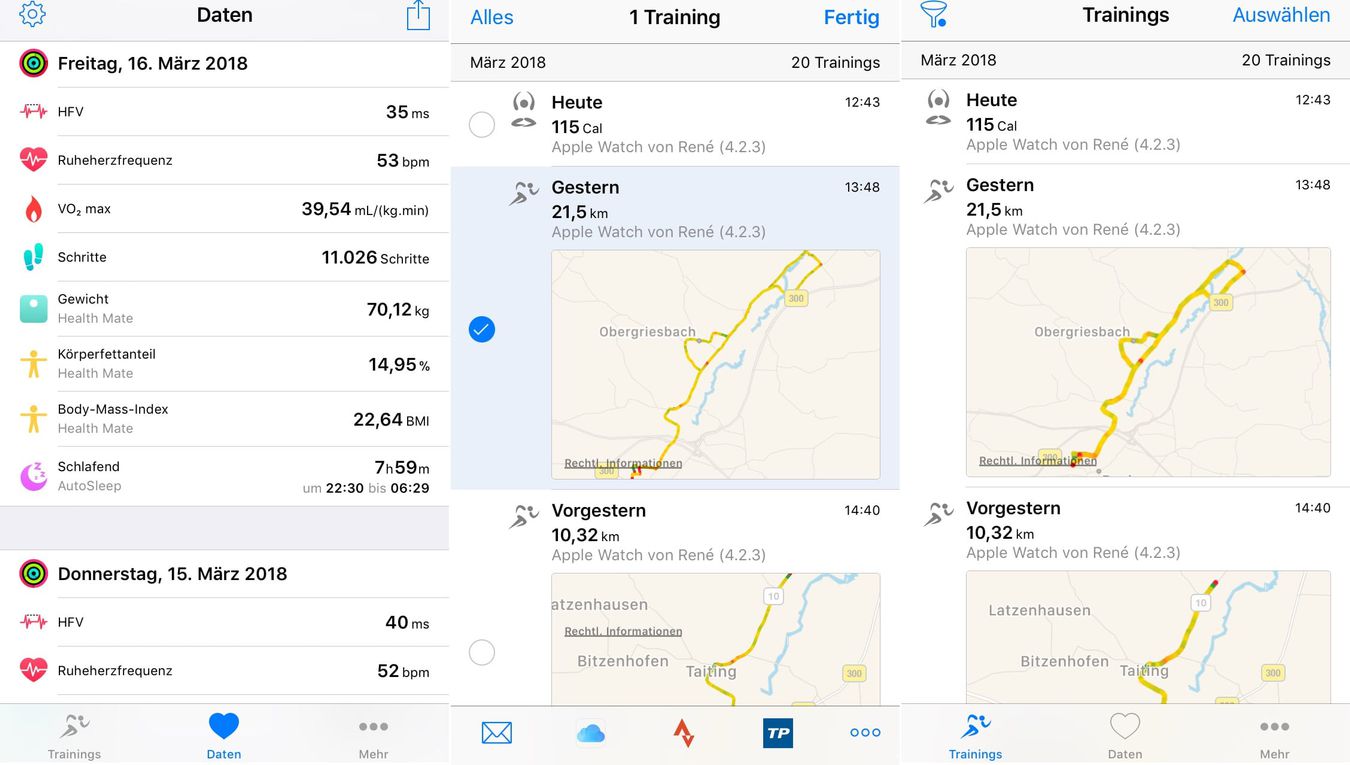 Daten
Freitag, 16. März 2018
HFV 35 ms
Ruheherzfrequenz 53 bpm
VO₂ max 39,54 mL/(kg.min)
Schritte 11.026 Schritte
Gewicht 70,12 kg
Health Mate
Körperfettanteil 14,95 %
Health Mate
Body-Mass-Index 22,64 BMI
Health Mate
Schlafend 7h59m
AutoSleep um 22:30 bis 06:29
Donnerstag, 15. März 2018
HFV 40 ms
Ruheherzfrequenz 52 bpm
Trainings Daten Mehr
Alles 1 Training Fertig
März 2018 20 Trainings
Heute 12:43
115 Cal
Apple Watch von René (4.2.3)
Gestern 13:48
21,5 km
Apple Watch von René (4.2.3)
300
Obergriesbach
Rechtl. Informationen
300
Vorgestern 14:40
10,32 km
Apple Watch von René (4.2.3)
10
atzenhausen
Rechtl. Informationen
Bitzenhofen
Taiting
300
TP
Trainings Auswählen
März 2018 20 Trainings
Heute 12:43
115 Cal
Apple Watch von René (4.2.3)
Gestern 13:48
21,5 km
Apple Watch von René (4.2.3)
300
Obergriesbach
300
Rechtl. Informationen
Vorgestern 14:40
10,32 km
Apple Watch von René (4.2.3)
10
Latzenhausen
Bitzenhofen
Taiting
300
Trainings Daten Mehr